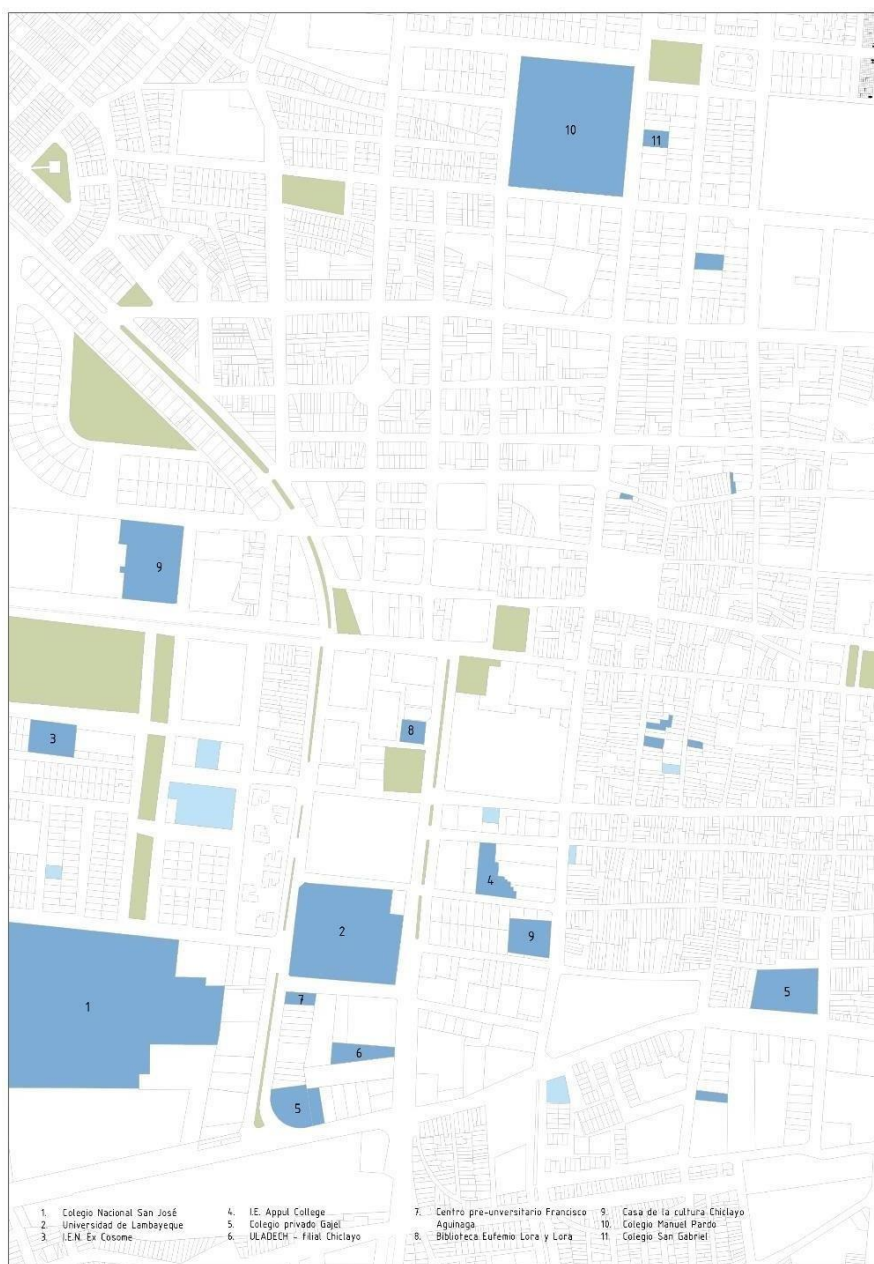 10
11
9
3
8
4
2
9
1
7
5
6
5
1. Colegio Nacional San José
2. Universidad de Lambayeque
3. I.E.N. Ex Cosome
4. I.E. Appul College
5. Colegio privado Gajel
6. ULADECH - filial Chiclayo
7. Centro pre-unversitario Francisco
Aguinaga
8. Biblioteca Eufemio Lora y Lora
9. Casa de la cultura Chiclayo
10. Colegio Manuel Pardo
11. Colegio San Gabriel